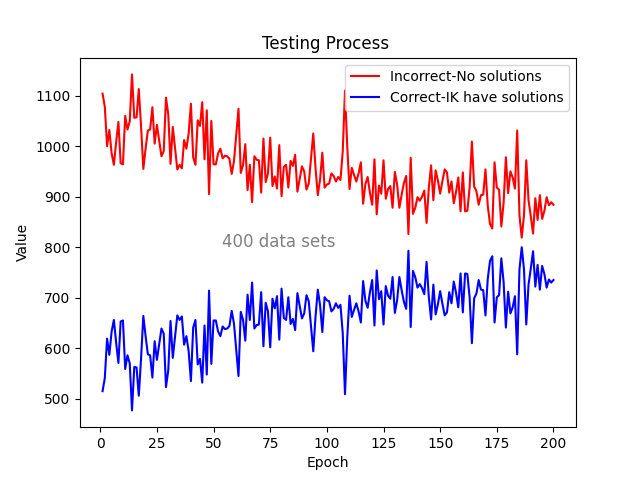 Testing Process
Incorrect-No solutions
Correct-IK have solutions
400 data sets
Value
1100
1000
900
800
700
600
500
0
25
50
75
100
125
150
175
200
Epoch